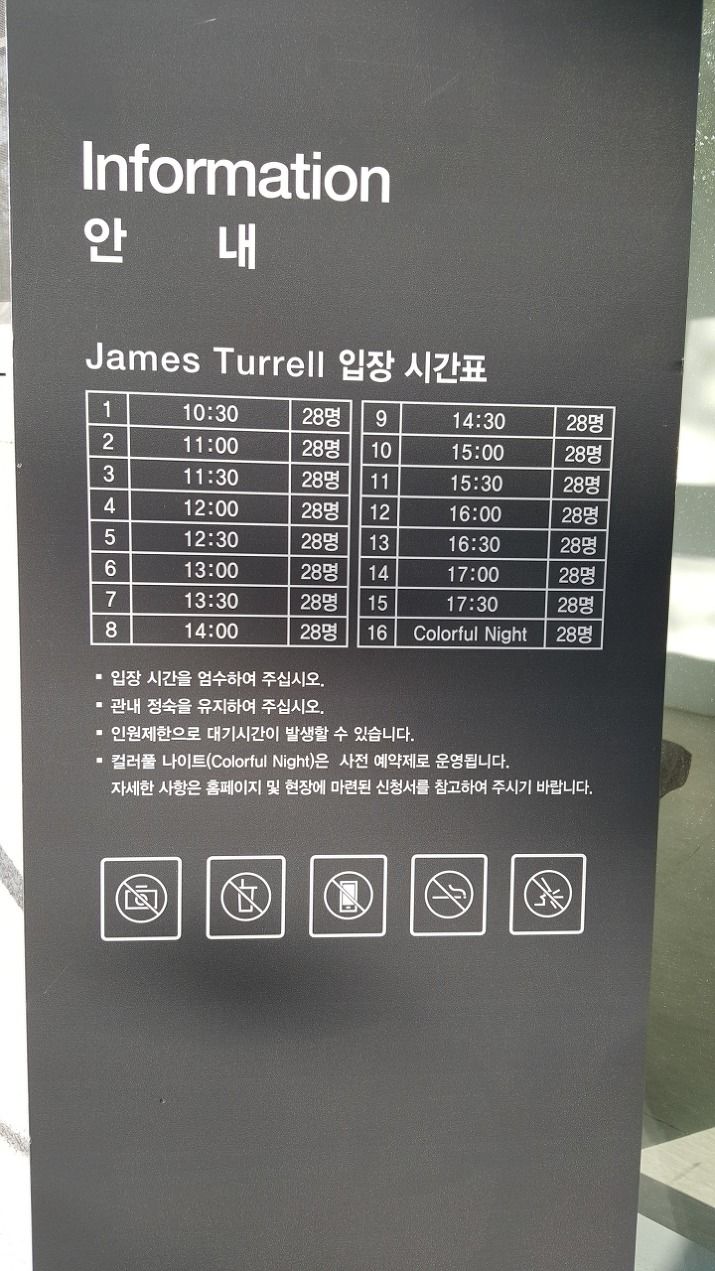 Information
안 내
James Turrell 입장 시간표
1 10:30 28명 9 14:30 28명
2 11:00 28명 10 15:00 28명
3 11:30 28명 11 15:30 28명
4 12:00 28명 12 16:00 28명
5 12:30 28명 13 16:30 28명
6 13:00 28명 14 17:00 28명
7 13:30 28명 15 17:30 28명
8 14:00 28명 16 Colorful Night 28명
▪ 입장 시간을 엄수하여 주십시오.
▪ 관내 정숙을 유지하여 주십시오.
▪ 인원제한으로 대기시간이 발생할 수 있습니다.
▪ 컬러풀 나이트(Colorful Night)은 사전 예약제로 운영됩니다.
자세한 사항은 홈페이지 및 현장에 마련된 신청서를 참고하여 주시기 바랍니다.